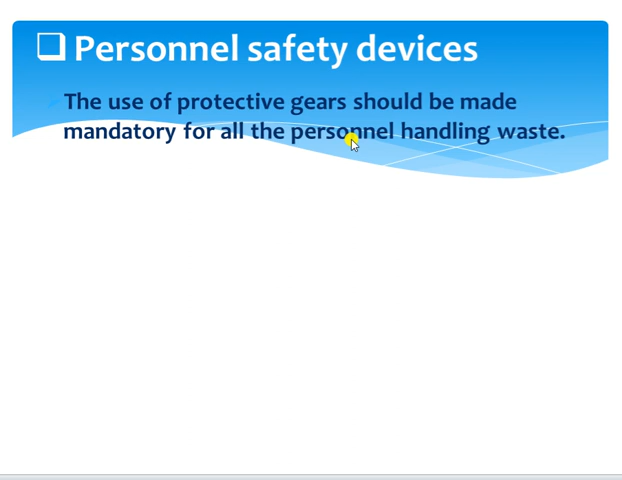 ❑ Personnel safety devices
The use of protective gears should be made
mandatory for all the personnel handling waste.